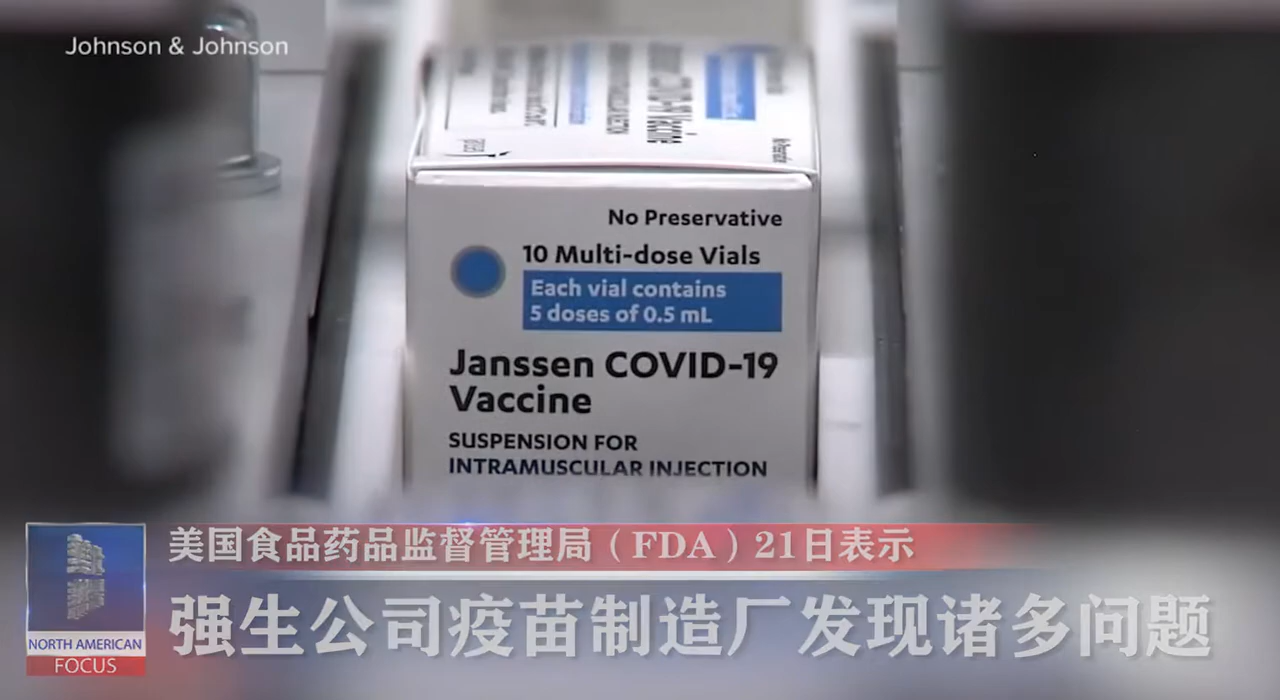 Johnson & Johnson
No Preservative
10 Multi-dose Vials
Each vial contains
5 doses of 0.5 mL
Janssen COVID-19
Vaccine
SUSPENSION FOR
INTRAMUSCULAR INJECTION
美国食品药品监督管理局（FDA）21日表示
强生公司疫苗制造厂发现诸多问题
NORTH AMERICAN
FOCUS